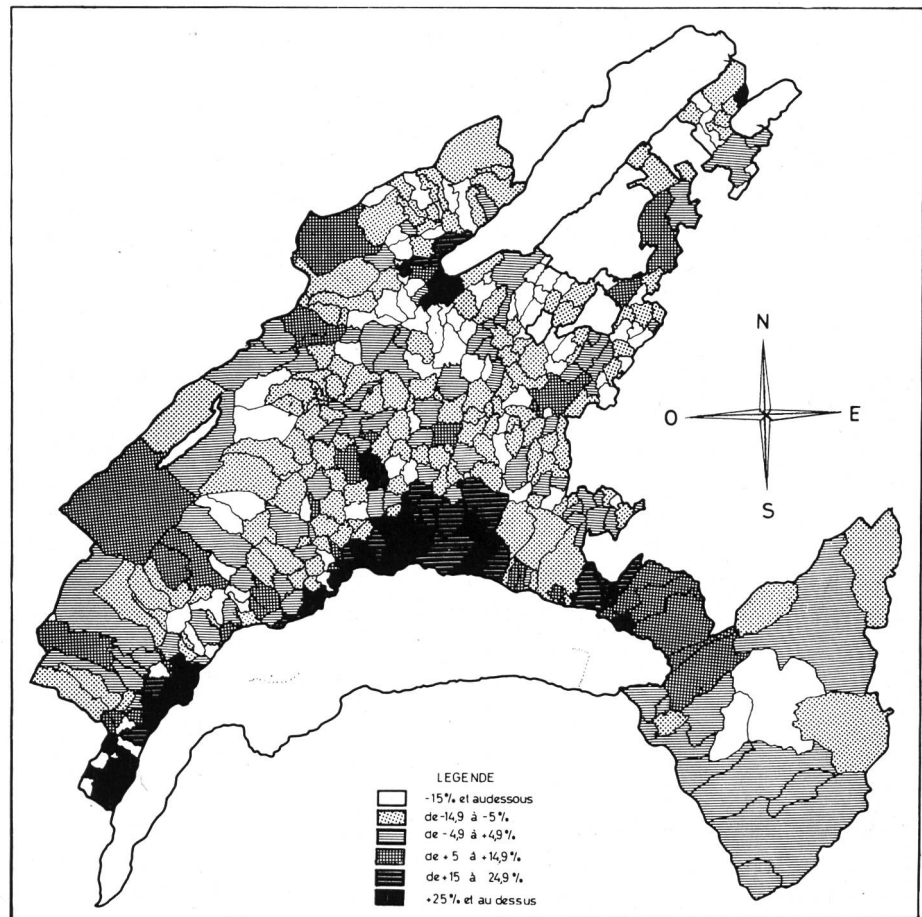 N
O E
S
LEGENDE
-15% et audessous
de -14,9 à -5%
de -4,9 à +4,9%
de +5 à +14,9%
de +15 à 24,9%
+25% et au dessus